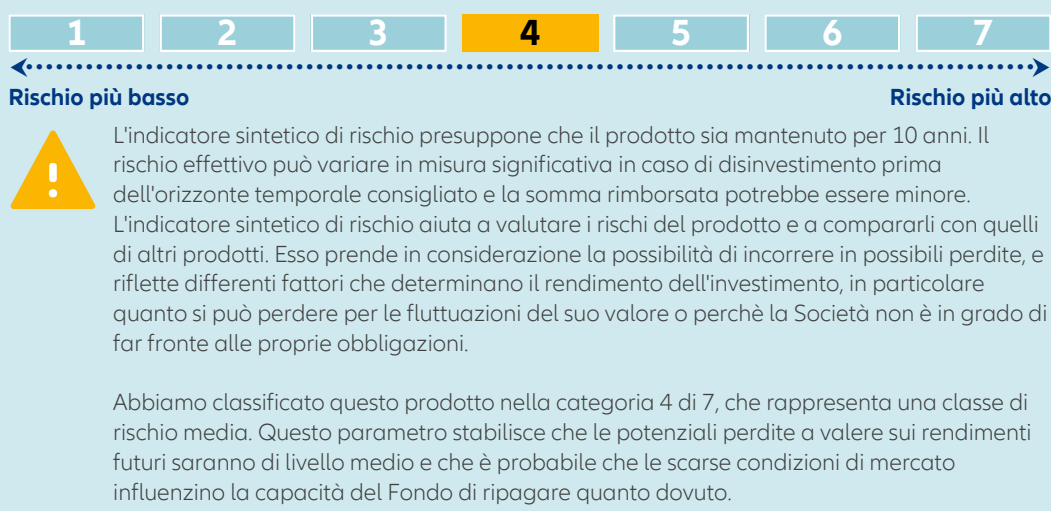 1 2 3 4 5 6 7
Rischio più basso Rischio più alto
L'indicatore sintetico di rischio presuppone che il prodotto sia mantenuto per 10 anni. Il
rischio effettivo può variare in misura significativa in caso di disinvestimento prima
dell'orizzonte temporale consigliato e la somma rimborsata potrebbe essere minore.
L'indicatore sintetico di rischio aiuta a valutare i rischi del prodotto e a compararli con quelli
di altri prodotti. Esso prende in considerazione la possibilità di incorrere in possibili perdite, e
riflette differenti fattori che determinano il rendimento dell'investimento, in particolare
quanto si può perdere per le fluttuazioni del suo valore o perchè la Società non è in grado di
far fronte alle proprie obbligazioni.
Abbiamo classificato questo prodotto nella categoria 4 di 7, che rappresenta una classe di
rischio media. Questo parametro stabilisce che le potenziali perdite a valere sui rendimenti
futuri saranno di livello medio e che è probabile che le scarse condizioni di mercato
influenzino la capacità del Fondo di ripagare quanto dovuto.